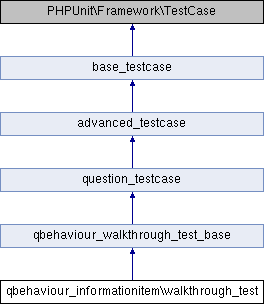 PHPUnit\Framework\TestCase
base_testcase
advanced_testcase
question_testcase
qbehaviour_walkthrough_test_base
qbehaviour_informationitem\walkthrough_test